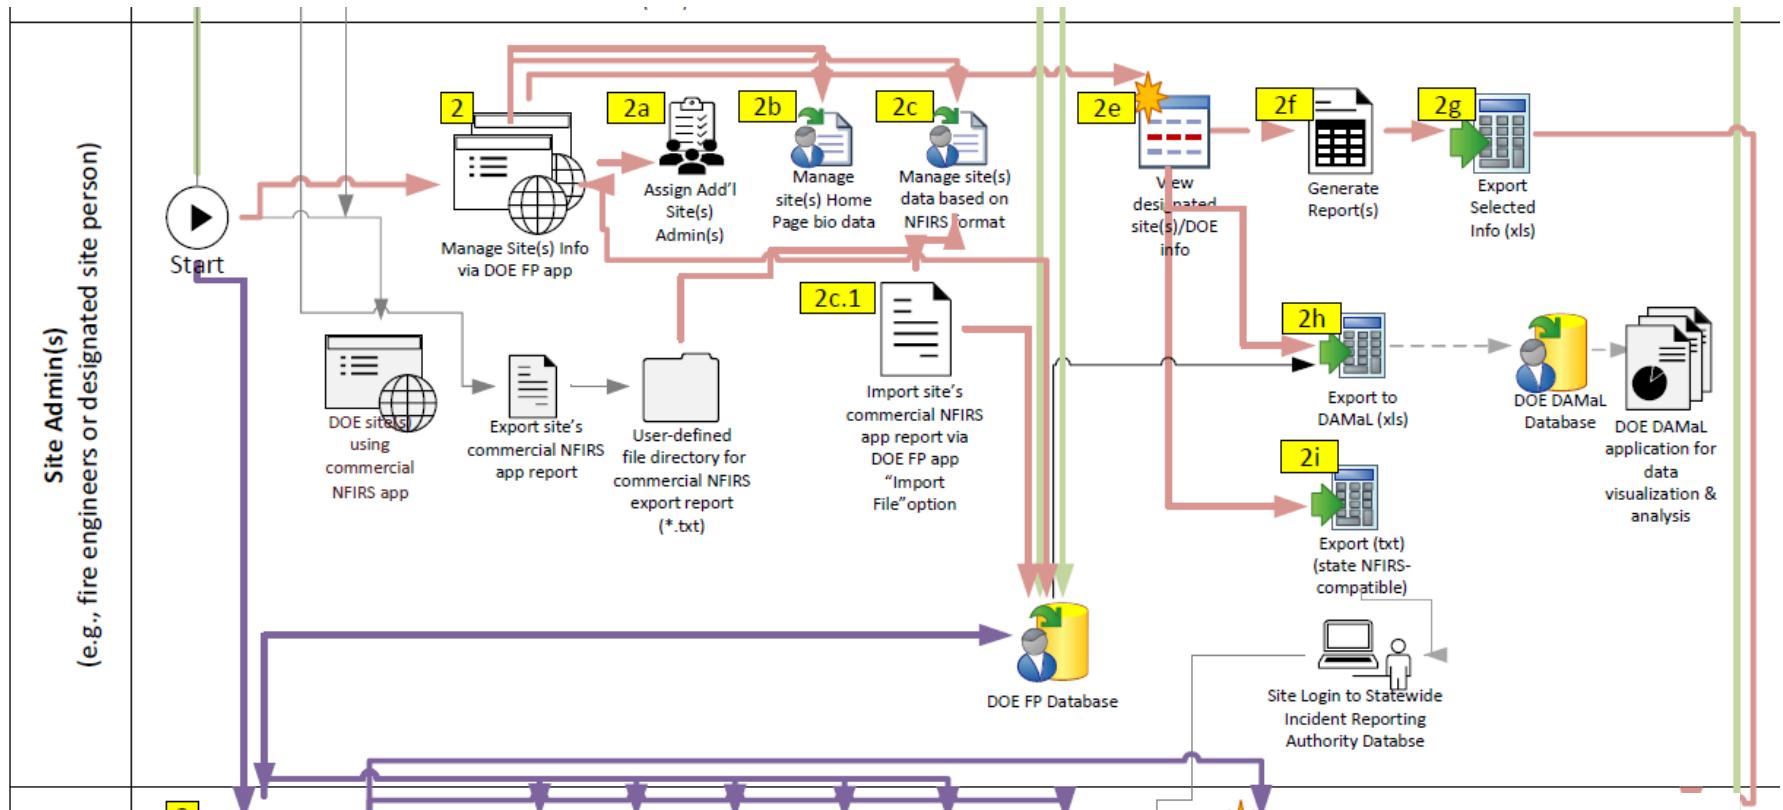 Site Admin(s)
(e.g., fire engineers or designated site person)
Start
2
Manage Site(s) Info
via DOE FP app
2a
Assign Add'l
Site(s)
Admin(s)
2b
Manage
site(s) Home
Page bio data
2c
Manage site(s)
data based on
NFIRS format
2e
View
designated
site(s)/DOE
info
2f
Generate
Report(s)
2g
Export
Selected
Info (xls)
DOE site(s)
using
commercial
NFIRS app
Export site's
commercial NFIRS
app report
User-defined
file directory for
commercial NFIRS
export report
(*.txt)
2c.1
Import site's
commercial NFIRS
app report via
DOE FP app
"Import
File"option
2h
Export to
DAMaL (xls)
DOE DAMaL
Database
DOE DAMaL
application for
data
visualization &
analysis
2i
Export (txt)
(state NFIRS-
compatible)
DOE FP Database
Site Login to Statewide
Incident Reporting
Authority Databse